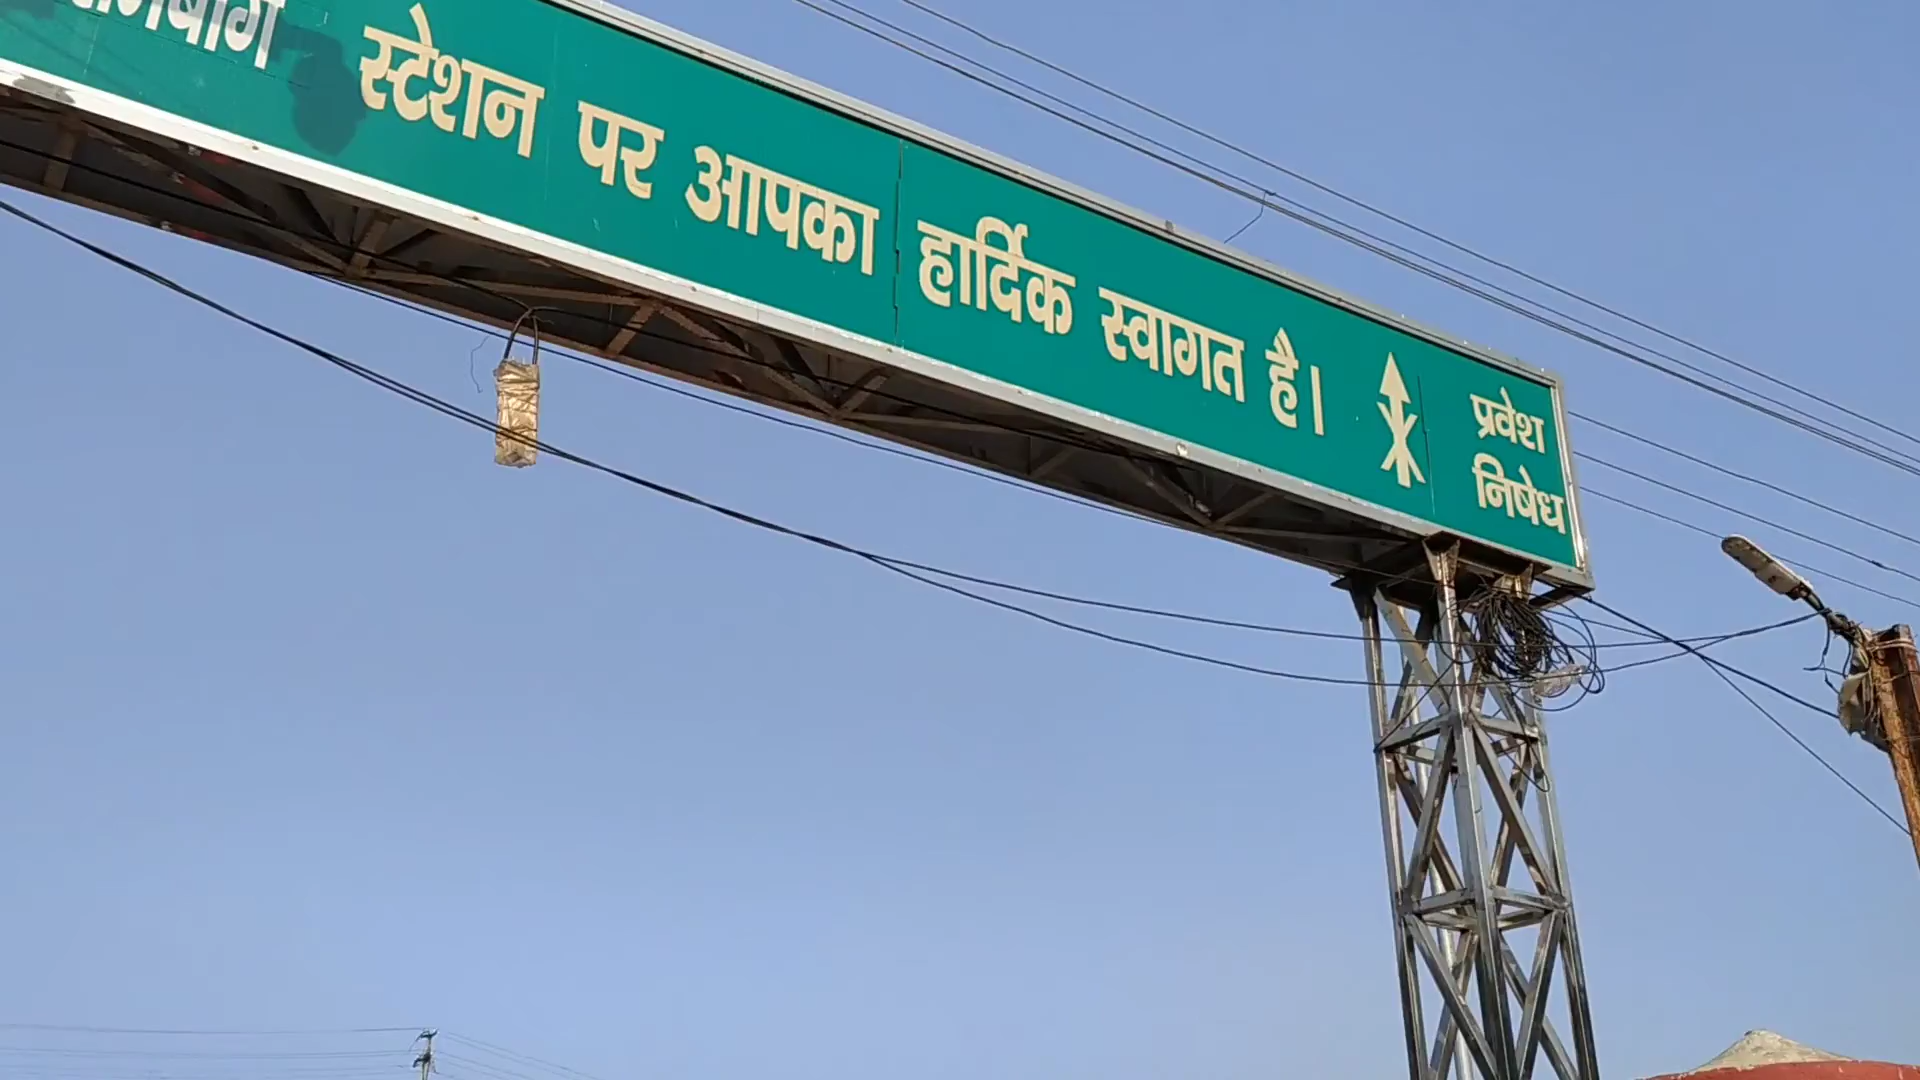 स्टेशन पर आपका हार्दिक स्वागत है।
प्रवेश
निषेध